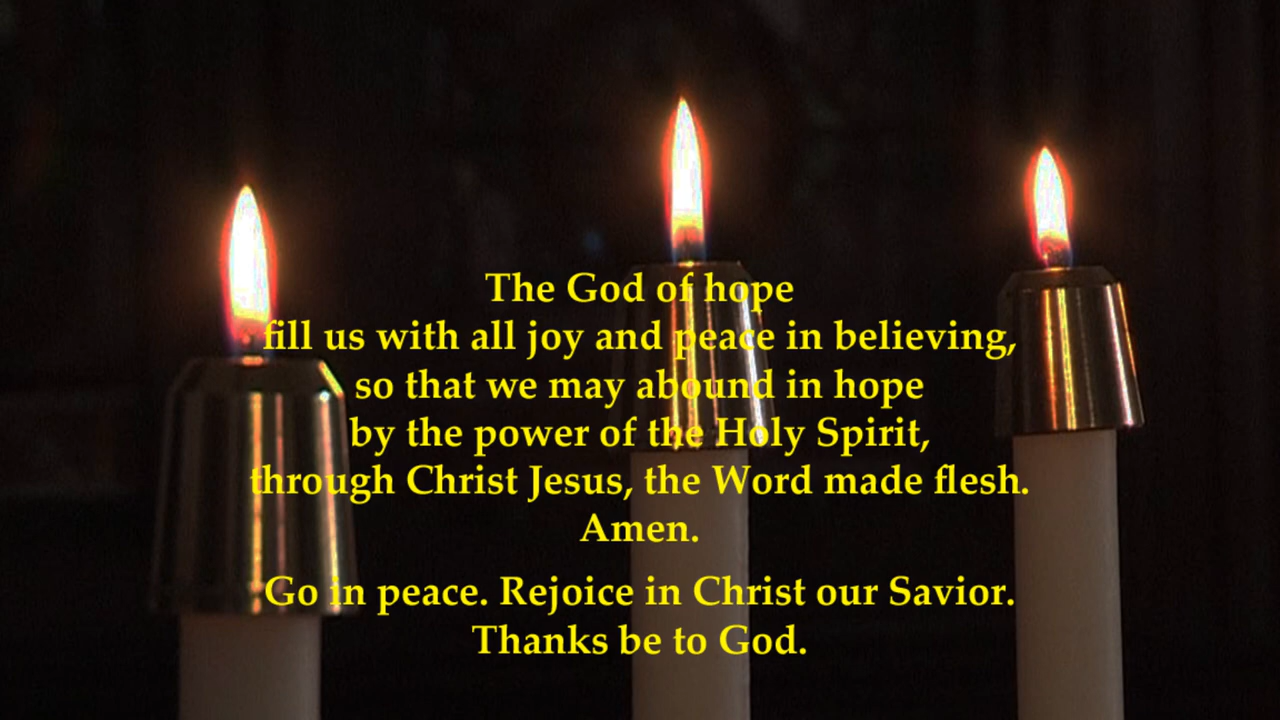 The God of hope
fill us with all joy and peace in believing,
so that we may abound in hope
by the power of the Holy Spirit,
through Christ Jesus, the Word made flesh.
Amen.
Go in peace. Rejoice in Christ our Savior.
Thanks be to God.